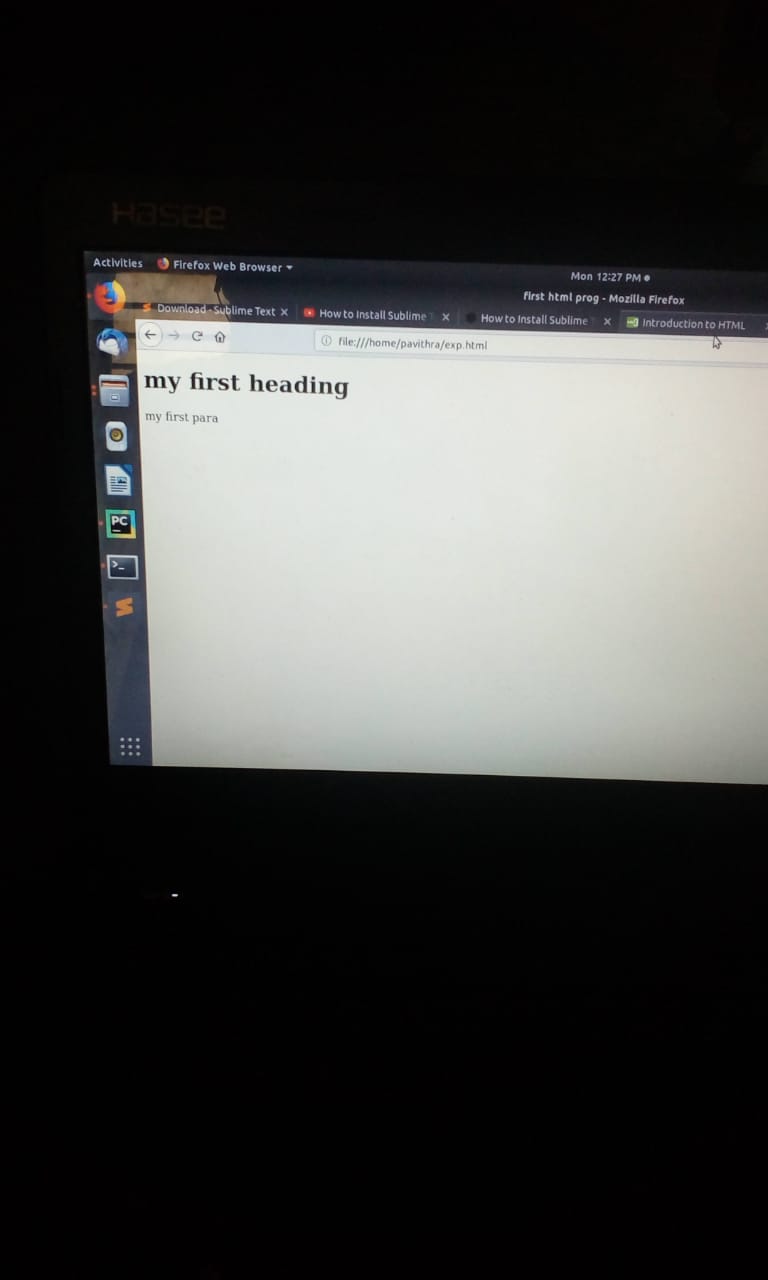 Hasee
Activities Firefox Web Browser Mon 12:27 PM
first html prog - Mozilla Firefox
Download - Sublime Text How to Install Sublime T How to Install Sublime T Introduction to HTML
file:///home/pavithra/exp.html
my first heading
my first para
PC
>_